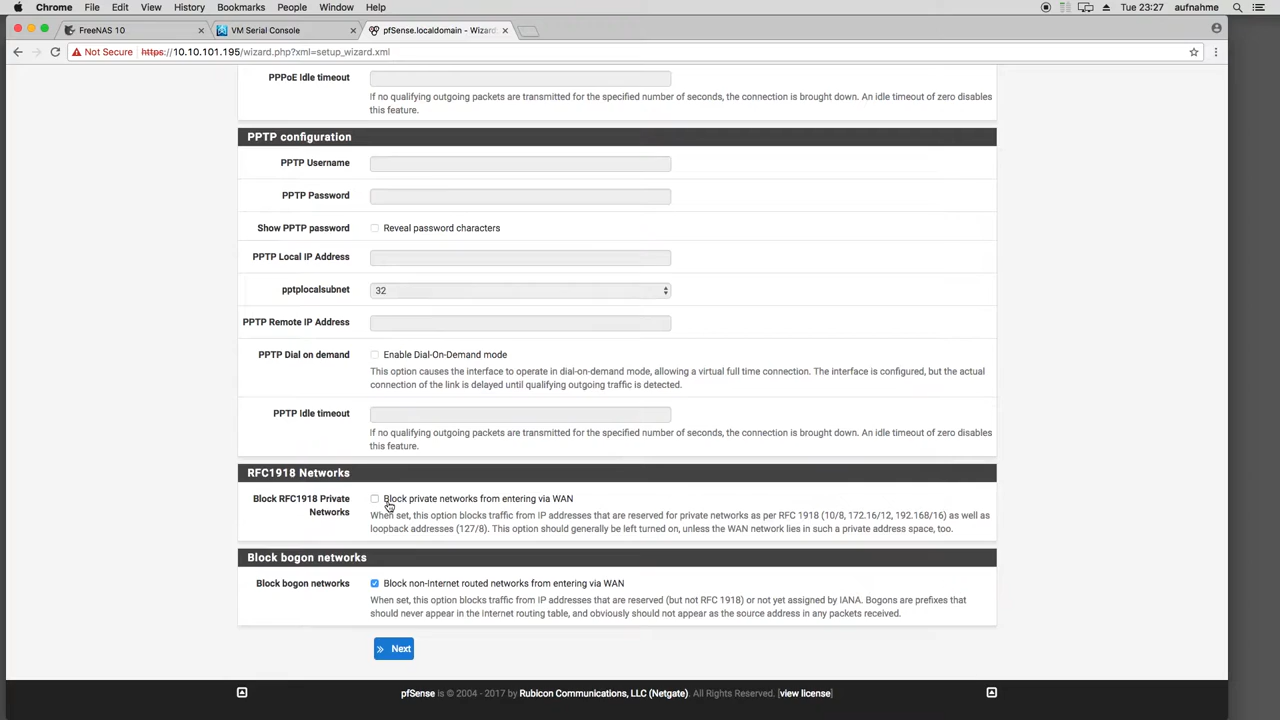 Chrome File Edit View History Bookmarks People Window Help Tue 23:27 aufnahme
FreeNAS 10 VM Serial Console pfSense.localdomain - Wizard:
Not Secure https://10.10.101.195/wizard.php?xml=setup_wizard.xml
PPPoE Idle timeout
If no qualifying outgoing packets are transmitted for the specified number of seconds, the connection is brought down. An idle timeout of zero disables
this feature.
PPTP configuration
PPTP Username
PPTP Password
Show PPTP password Reveal password characters
PPTP Local IP Address
pptplocalsubnet 32
PPTP Remote IP Address
PPTP Dial on demand Enable Dial-On-Demand mode
This option causes the interface to operate in dial-on-demand mode, allowing a virtual full time connection. The interface is configured, but the actual
connection of the link is delayed until qualifying outgoing traffic is detected.
PPTP Idle timeout
If no qualifying outgoing packets are transmitted for the specified number of seconds, the connection is brought down. An idle timeout of zero disables
this feature.
RFC1918 Networks
Block RFC1918 Private Block private networks from entering via WAN
Networks
When set, this option blocks traffic from IP addresses that are reserved for private networks as per RFC 1918 (10/8, 172.16/12, 192.168/16) as well as
loopback addresses (127/8). This option should generally be left turned on, unless the WAN network lies in such a private address space, too.
Block bogon networks
Block bogon networks Block non-Internet routed networks from entering via WAN
When set, this option blocks traffic from IP addresses that are reserved (but not RFC 1918) or not yet assigned by IANA. Bogons are prefixes that
should never appear in the Internet routing table, and obviously should not appear as the source address in any packets received.
Next
pfSense is © 2004 - 2017 by Rubicon Communications, LLC (Netgate). All Rights Reserved. [view license]